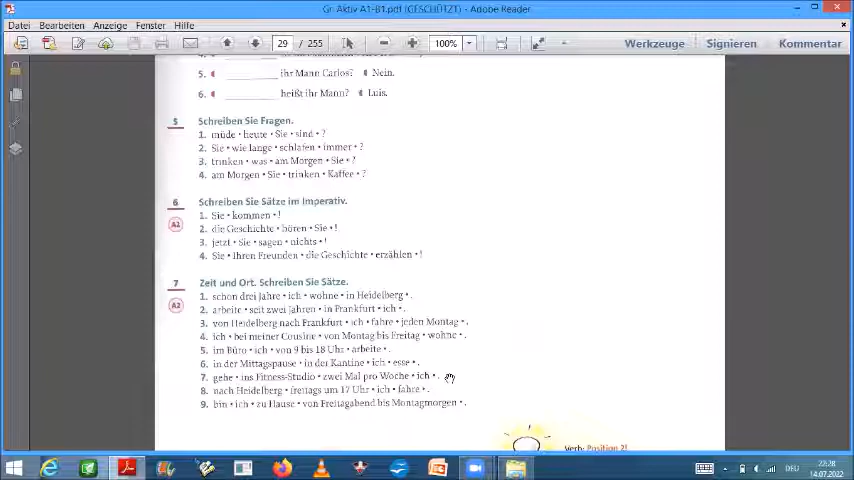 Gr. Aktiv A1-B1.pdf (GESCHÜTZT) - Adobe Reader
Datei Bearbeiten Anzeige Fenster Hilfe
29 / 255 100% Werkzeuge Signieren Kommentar
5. ihr Mann Carlos? Nein.
6. heißt ihr Mann? Luis.
5 Schreiben Sie Fragen.
1. müde • heute • Sie • sind • ?
2. Sie • wie lange • schlafen • immer • ?
3. trinken • was • am Morgen • Sie • ?
4. am Morgen • Sie • trinken • Kaffee • ?
6 Schreiben Sie Sätze im Imperativ.
A2 1. Sie • kommen • !
2. die Geschichte • hören • Sie • !
3. jetzt • Sie • sagen • nichts • !
4. Sie • Ihren Freunden • die Geschichte • erzählen • !
7 Zeit und Ort. Schreiben Sie Sätze.
A2 1. schon drei Jahre • ich • wohne • in Heidelberg • .
2. arbeite • seit zwei Jahren • in Frankfurt • ich • .
3. von Heidelberg nach Frankfurt • ich • fahre • jeden Montag • .
4. ich • bei meiner Cousine • von Montag bis Freitag • wohne • .
5. im Büro • ich • von 9 bis 18 Uhr • arbeite • .
6. in der Mittagspause • in der Kantine • ich • esse • .
7. gehe • ins Fitness-Studio • zwei Mal pro Woche • ich • .
8. nach Heidelberg • freitags um 17 Uhr • ich • fahre • .
9. bin • ich • zu Hause • von Freitagabend bis Montagmorgen • .
Verb: Position 2!
DEU 22:28
14.07.2022